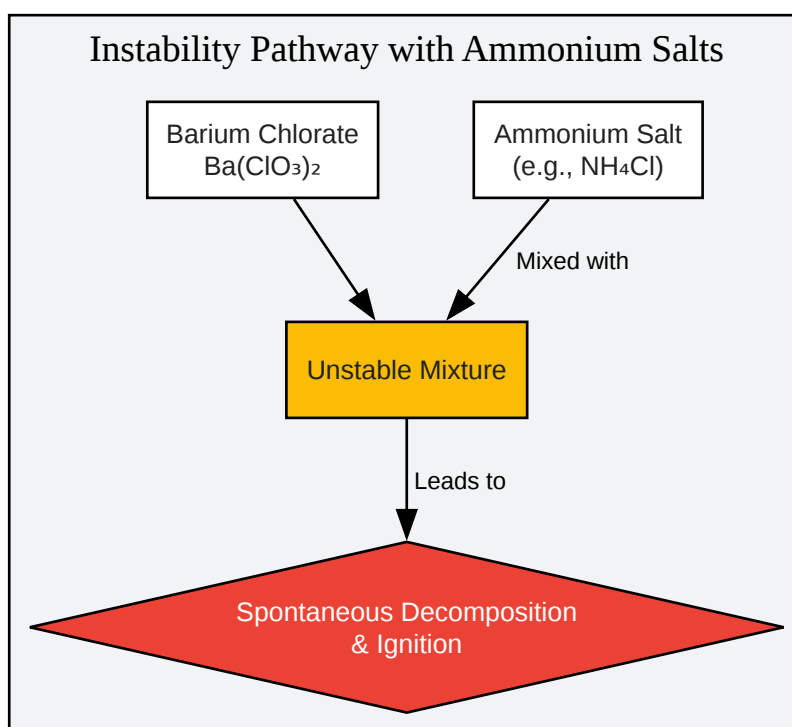 Instability Pathway with Ammonium Salts
Barium Chlorate
Ba(ClO₃)₂
Ammonium Salt
(e.g., NH₄Cl)
Mixed with
Unstable Mixture
Leads to
Spontaneous Decomposition
& Ignition